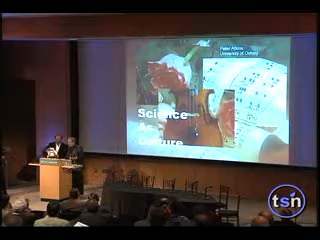 Peter Atkins
University of Oxford
Science
As
Culture
tsn